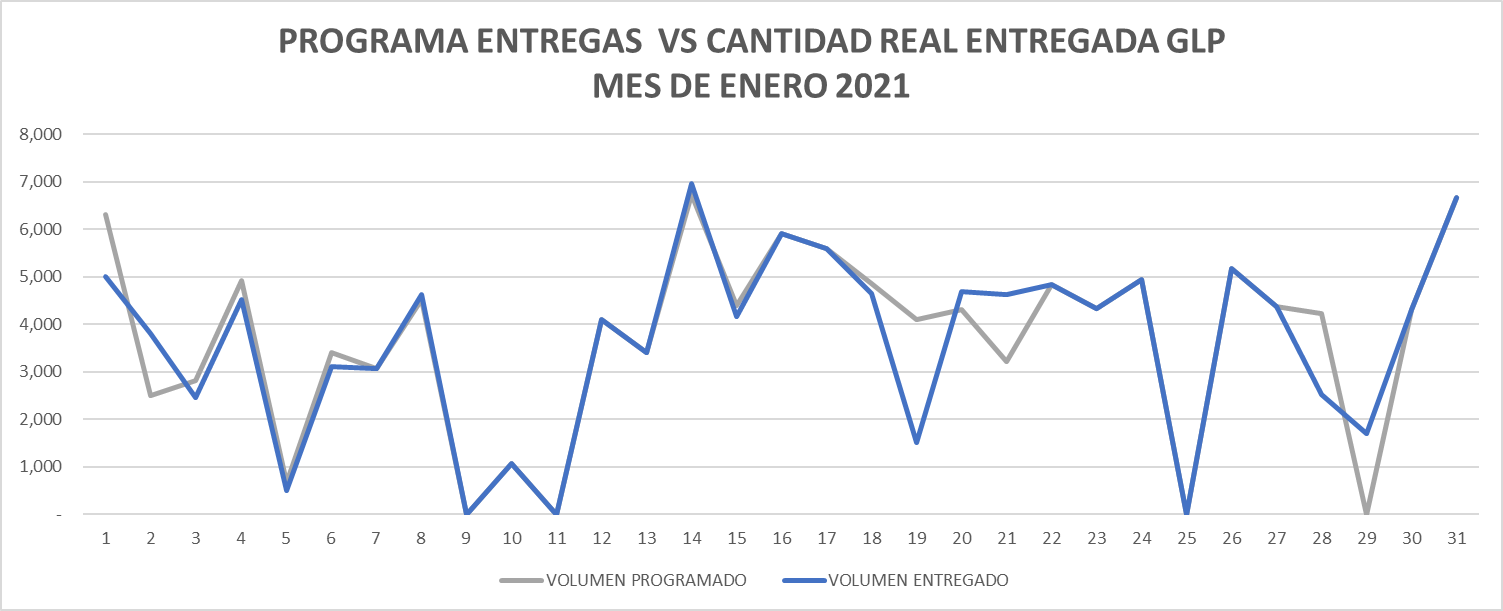 PROGRAMA ENTREGAS  VS CANTIDAD REAL ENTREGADA GLP
MES DE ENERO 2021
8,000
7,000
6,000
5,000
4,000
3,000
2,000
1,000
-
1 2 3 4 5 6 7 8 9 10 11 12 13 14 15 16 17 18 19 20 21 22 23 24 25 26 27 28 29 30 31
VOLUMEN PROGRAMADO VOLUMEN ENTREGADO